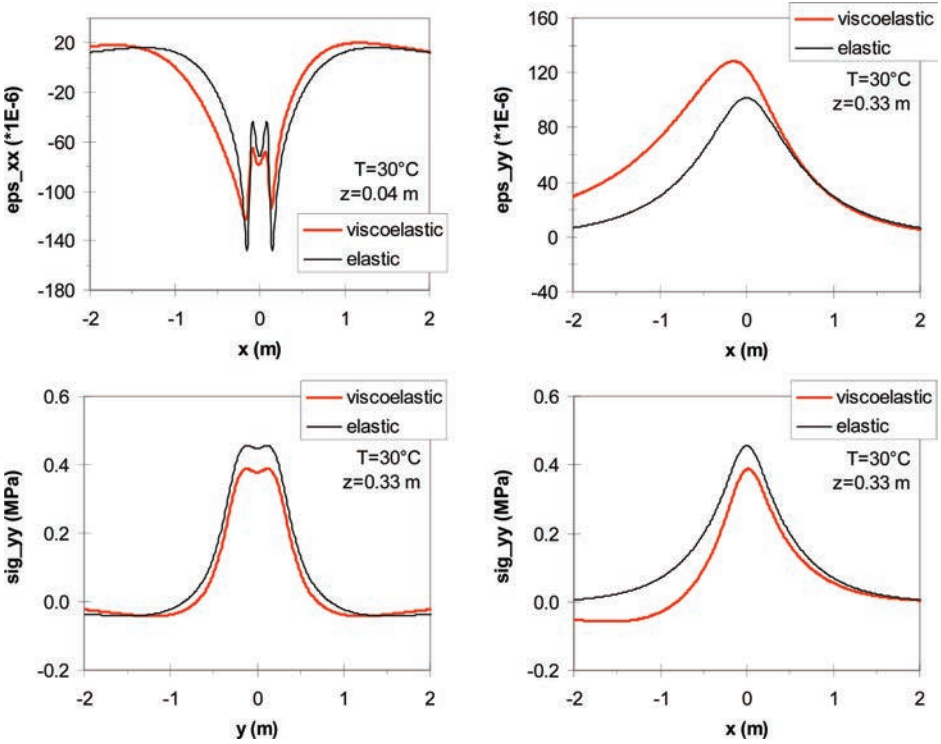 eps_xx (*1E-6)
20
-20
-60
-100
-140
-180
T=30°C
z=0.04 m
viscoelastic
elastic
-2
-1
0
1
2
x (m)
eps_yy (*1E-6)
160
120
80
40
0
-40
viscoelastic
elastic
T=30°C
z=0.33 m
-2
-1
0
1
2
x (m)
sig_yy (MPa)
0.6
0.4
0.2
0.0
-0.2
viscoelastic
elastic
T=30°C
z=0.33 m
-2
-1
0
1
2
y (m)
sig_yy (MPa)
0.6
0.4
0.2
0.0
-0.2
viscoelastic
elastic
T=30°C
z=0.33 m
-2
-1
0
1
2
x (m)